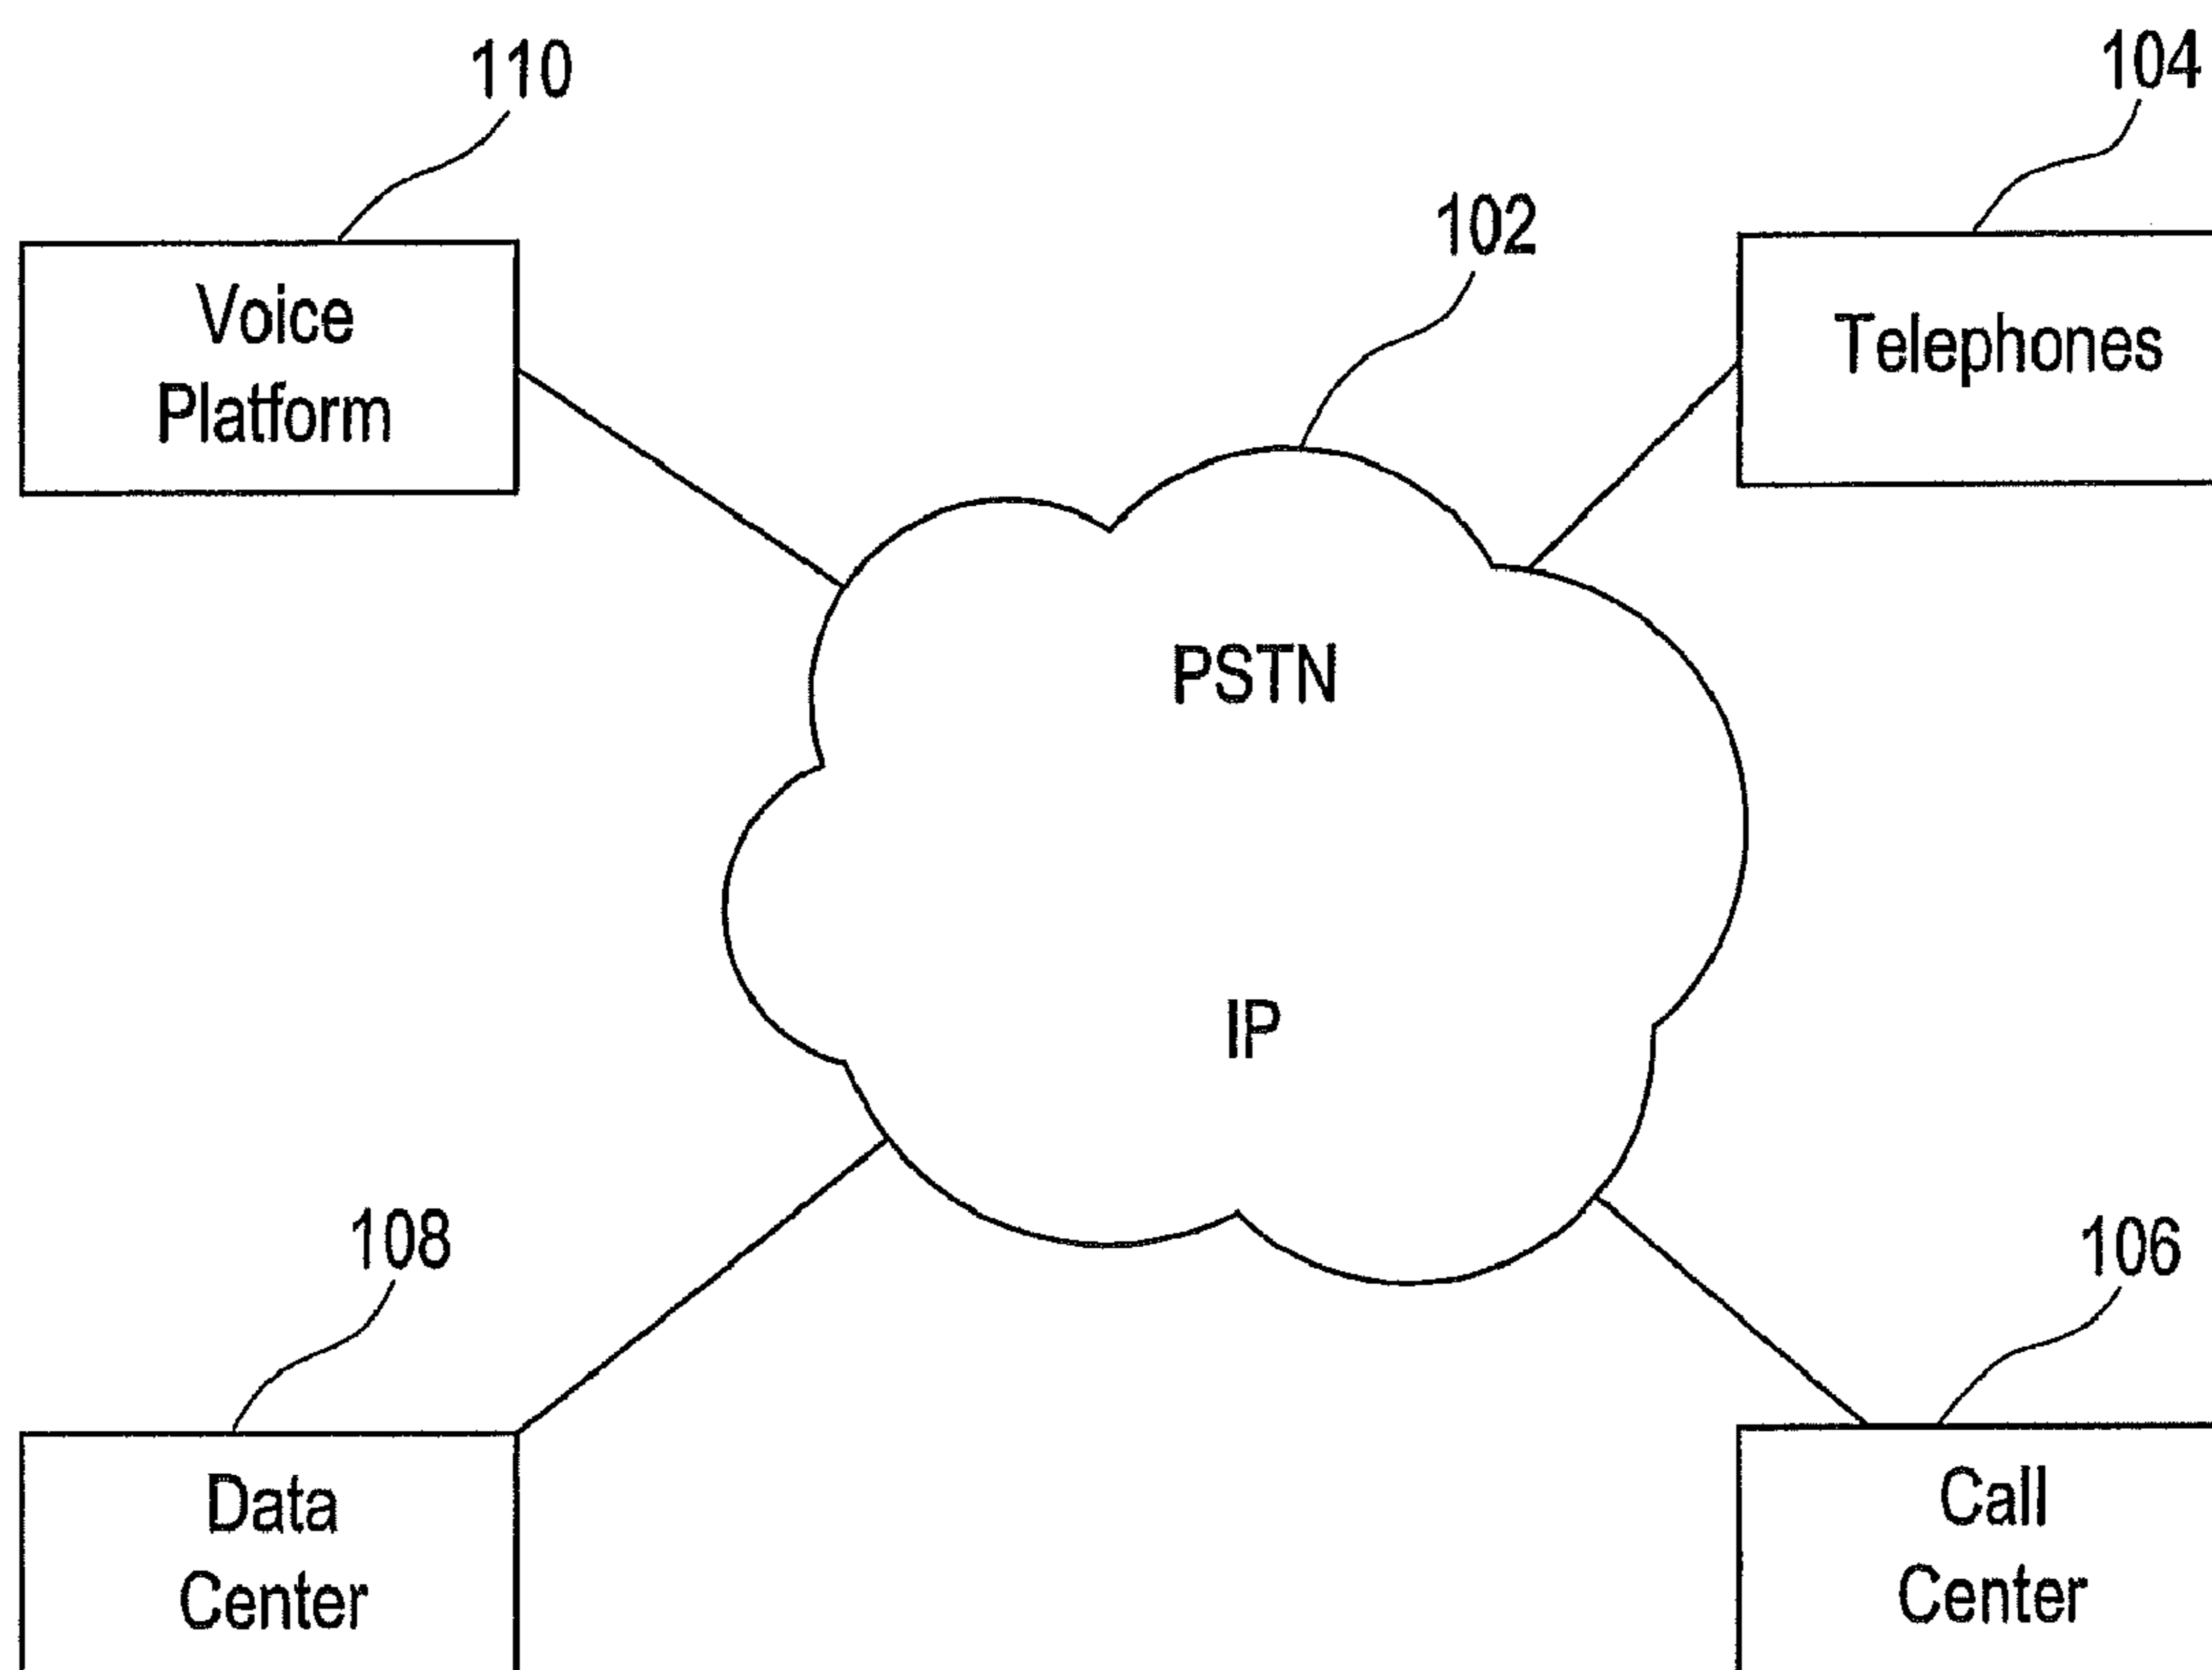 110
104
102
Voice
Platform
Telephones
PSTN
IP
108
106
Data
Center
Call
Center